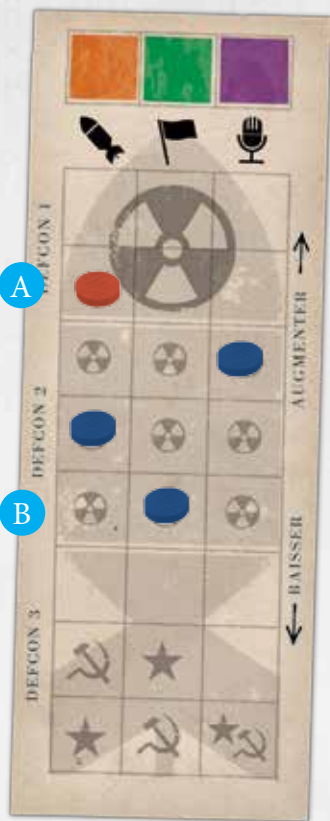 DEFCON 1
A
AUGMENTER
DEFCON 2
B
BAISSER
DEFCON 3